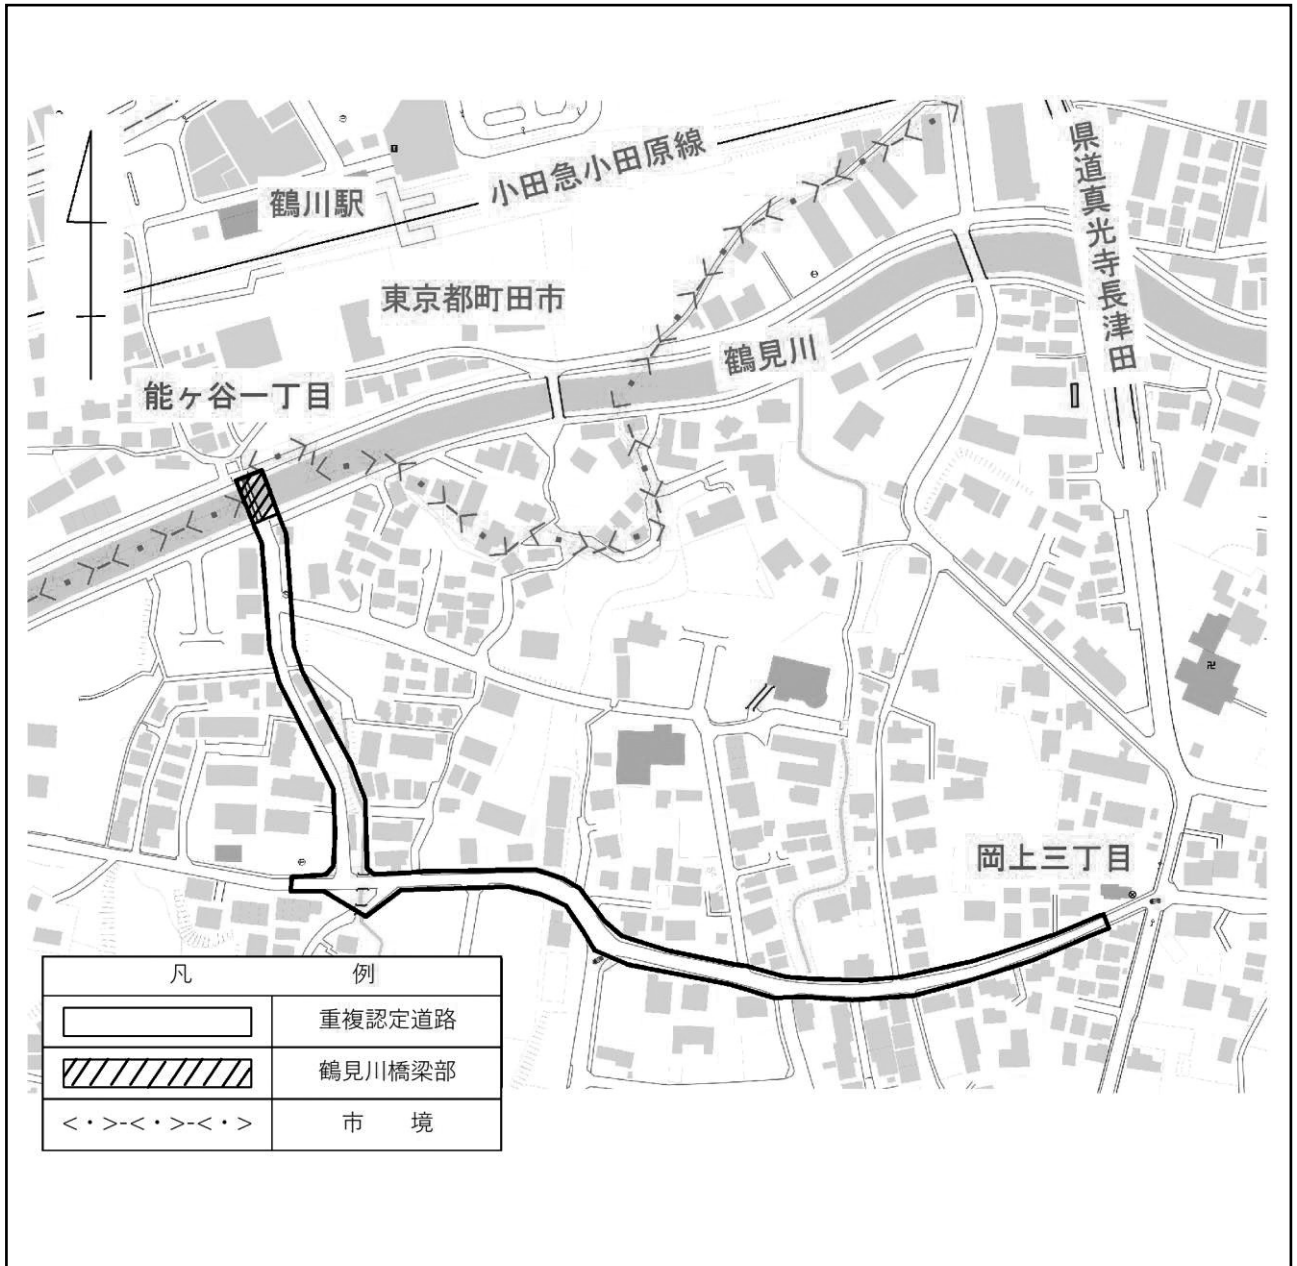 小田急小田原線
県道真光寺長津田
鶴川駅
東京都町田市
鶴見川
能ヶ谷一丁目
岡上三丁目
凡 例
重複認定道路
鶴見川橋梁部
<・>-<・>-<・> 市 境